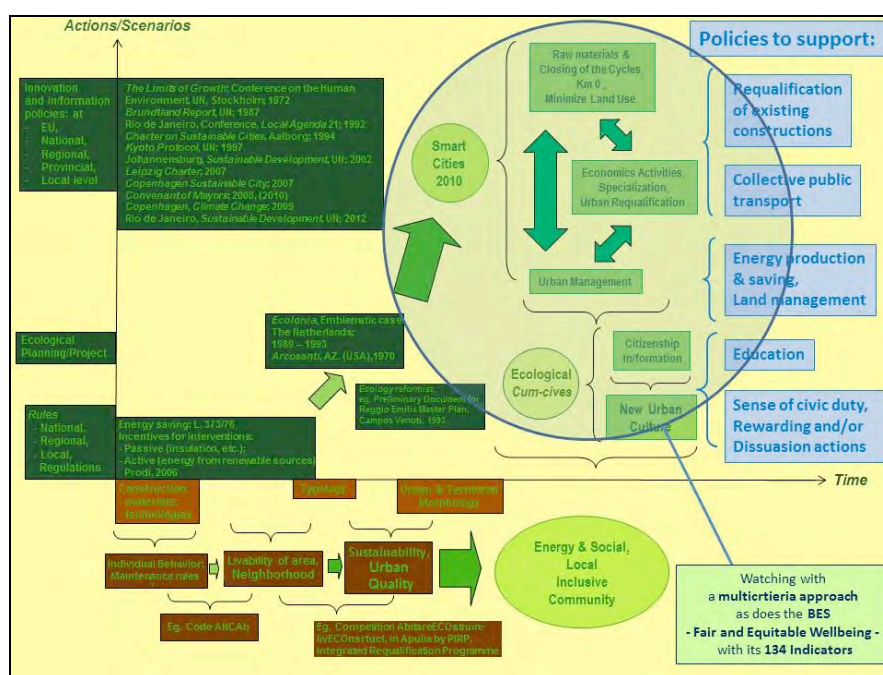 Actions/Scenarios
Innovation
and in/information
policies: at
- EU,
- National,
- Regional,
- Provincial,
- Local level
The Limits of Growth; Conference on the Human
Environment, UN, Stockholm; 1972
Brundtland Report, UN; 1987
Rio de Janeiro, Conference, Local Agenda 21; 1992
Charter on Sustainable Cities, Aalborg; 1994
Kyoto Protocol, UN; 1997
Johannensburg, Sustainable Development, UN; 2002
Leipzig Charter; 2007
Copenhagen Sustainable City; 2007
Convenant of Mayors; 2008, (2010)
Copenhagen, Climate Change; 2009
Rio de Janeiro, Sustainable Development, UN; 2012
Smart
Cities
2010
Raw materials &
Closing of the Cycles,
Km 0,
Minimize Land Use
Economics Activities,
Specialization,
Urban Requalification
Urban Management
Policies to support:
Requalification
of existing
constructions
Collective public
transport
Energy production
& saving,
Land management
Education
Sense of civic duty,
Rewarding and/or
Dissuasion actions
Ecological
Planning/Project
Ecolonia, Emblematic case
The Netherlands;
1989 – 1993
Arcosanti, AZ. (USA), 1970
Ecology reformies,
eg. Preliminary Document for
Reggio Emilia Master Plan;
Campos Venuti, 1993
Ecological
Cum-cives
Citizenship
In/formation
New Urban
Culture
Rules
- National,
- Regional,
- Local,
Regulations
Energy saving: L. 373/76
Incentives for interventions:
- Passive (insulation, etc.);
- Active (energy from renewable sources)
Prodi, 2006
Time
Construction,
materials;
technologies
Typology
Urban & Territorial
Morphology
Individual Behavior;
Maintenance rules
Livability of area,
Neighborhood
Sustainability,
Urban
Quality
Energy & Social,
Local
Inclusive
Community
Eg. Code ANCAb
Eg. Competition AbitareECOstruire
livECOnsrtuct, in Apulia by PIRP,
Integrated Requalification Programme
Watching with
a multicrtieria approach
as does the BES
- Fair and Equitable Wellbeing -
with its 134 Indicators